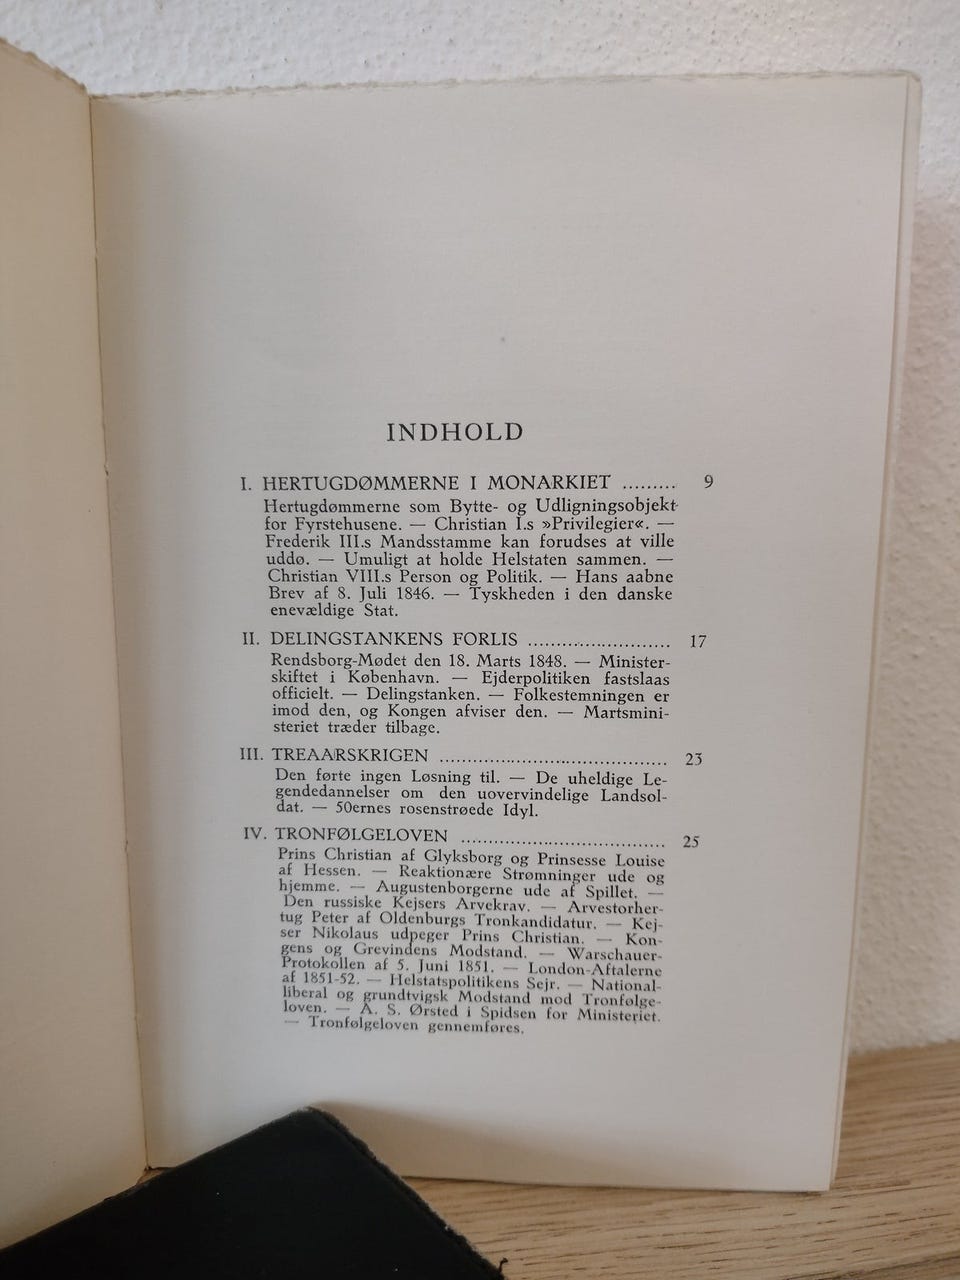 INDHOLD
I. HERTUGDØMMERNE I MONARKIET ......... 9
Hertugdømmerne som Bytte- og Udligningsobjekt
for Fyrstehusene. — Christian I.s »Privilegier«. —
Frederik III.s Mandsstamme kan forudses at ville
uddø. — Umuligt at holde Helstaten sammen. —
Christian VIII.s Person og Politik. — Hans aabne
Brev af 8. Juli 1846. — Tyskheden i den danske
enevældige Stat.
II. DELINGSTANKENS FORLIS ......................... 17
Rendsborg-Mødet den 18. Marts 1848. — Minister-
skiftet i København. — Ejderpolitiken fastslaas
officielt. — Delingstanken. — Folkestemningen er
imod den, og Kongen afviser den. — Martsmini-
steriet træder tilbage.
III. TREAARSKRIGEN ........................................ 23
Den førte ingen Løsning til. — De uheldige Le-
gendedannelser om den uovervindelige Landsol-
dat. — 50ernes rosenstrøede Idyl.
IV. TRONFØLGELOVEN .................................... 25
Prins Christian af Glyksborg og Prinsesse Louise
af Hessen. — Reaktionære Strømninger ude og
hjemme. — Augustenborgerne ude af Spillet. —
Den russiske Kejsers Arvekrav. — Arvestorher-
tug Peter af Oldenburgs Tronkandidatur. — Kej-
ser Nikolaus udpeger Prins Christian. — Kon-
gens og Grevindens Modstand. — Warschauer-
Protokollen af 5. Juni 1851. — London-Aftalerne
af 1851-52. — Helstatspolitikens Sejr. — National-
liberal og grundtvigsk Modstand mod Tronfølge-
loven. — A. S. Ørsted i Spidsen for Ministeriet.
— Tronfølgeloven gennemføres.